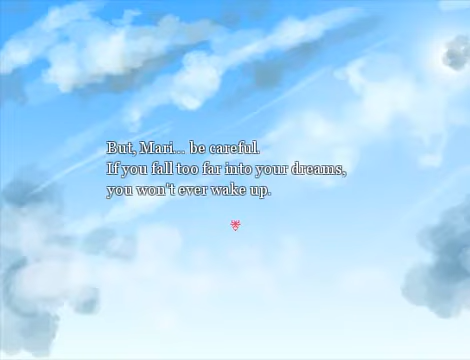 But, Mari... be careful.
If you fall too far into your dreams,
you won't ever wake up.